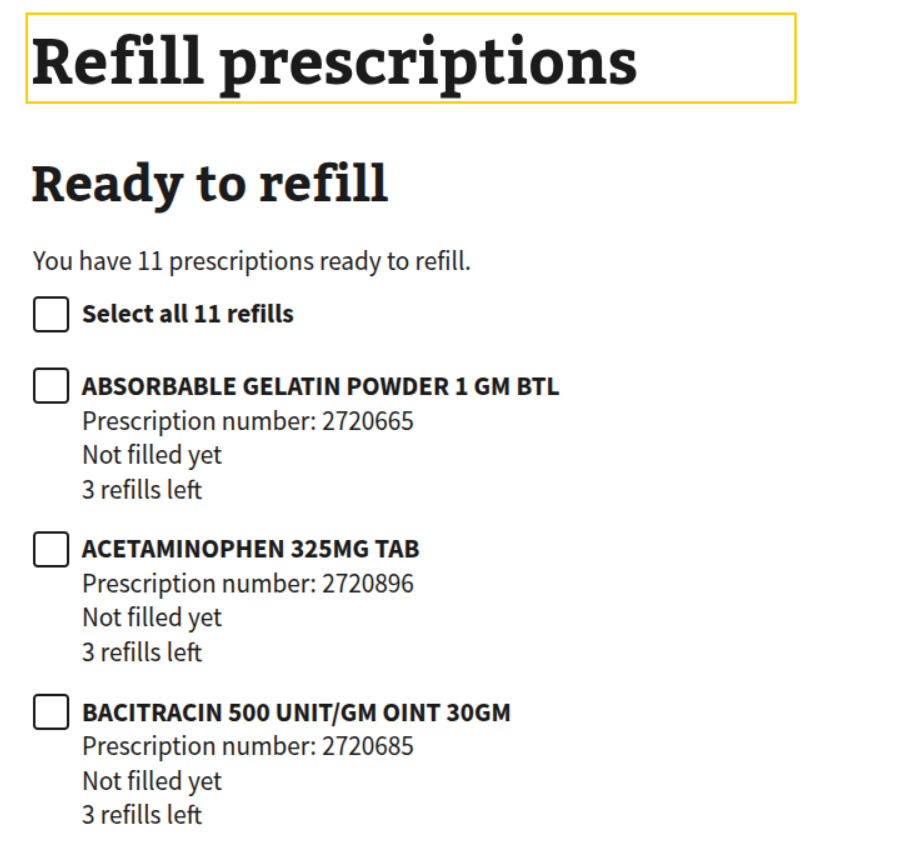 Refill prescriptions
Ready to refill
You have 11 prescriptions ready to refill.
Select all 11 refills
ABSORBABLE GELATIN POWDER 1 GM BTL
Prescription number: 2720665
Not filled yet
3 refills left
ACETAMINOPHEN 325MG TAB
Prescription number: 2720896
Not filled yet
3 refills left
BACITRACIN 500 UNIT/GM OINT 30GM
Prescription number: 2720685
Not filled yet
3 refills left